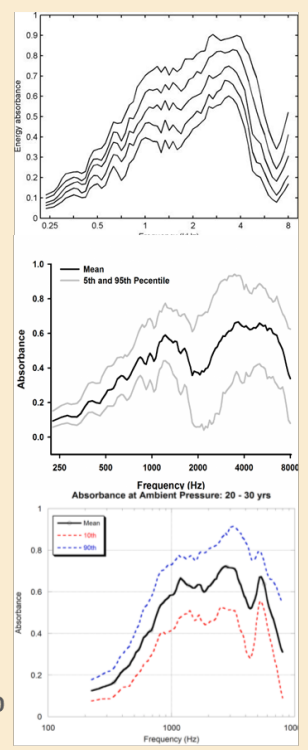 1
0.9
0.8
0.7
0.6
0.5
0.4
0.3
0.2
0.1
0
Energy absorbance
0.25 0.5 1 2 4 8
Mean
5th and 95th Pecentile
1.0
0.8
0.6
0.4
0.2
0.0
Absorbance
250 500 1000 2000 4000 8000
Frequency (Hz)
Absorbance at Ambient Pressure: 20 - 30 yrs
Mean
10th
90th
1
0.8
0.6
0.4
0.2
0
Absorbance
100 1000
Frequency (Hz)